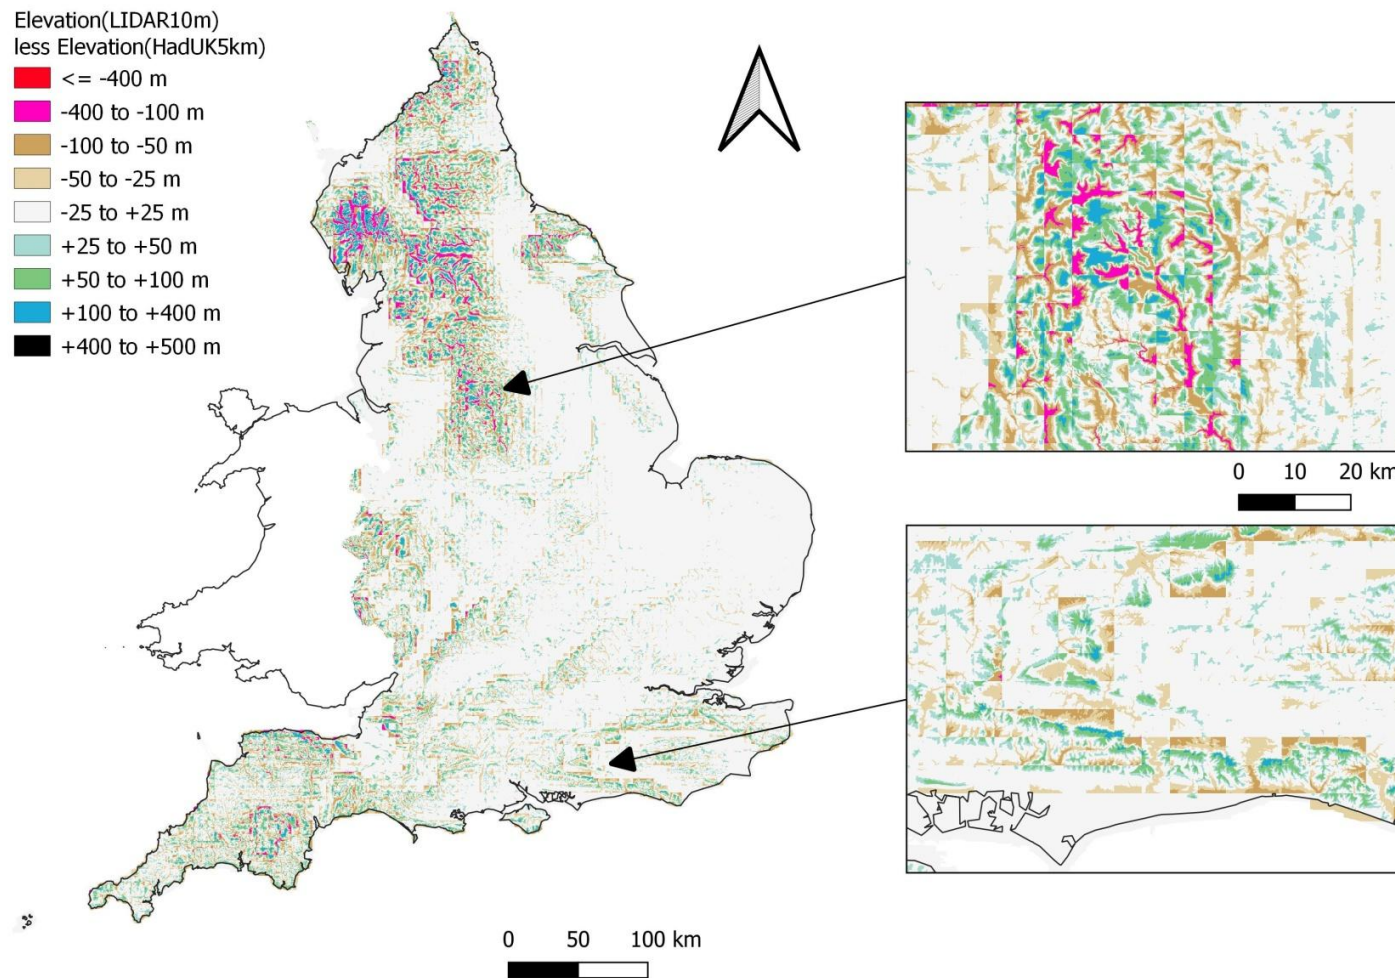 Elevation(LIDAR10m)
less Elevation(HadUK5km)
<= -400 m
-400 to -100 m
-100 to -50 m
-50 to -25 m
-25 to +25 m
+25 to +50 m
+50 to +100 m
+100 to +400 m
+400 to +500 m
0 10 20 km
0 50 100 km